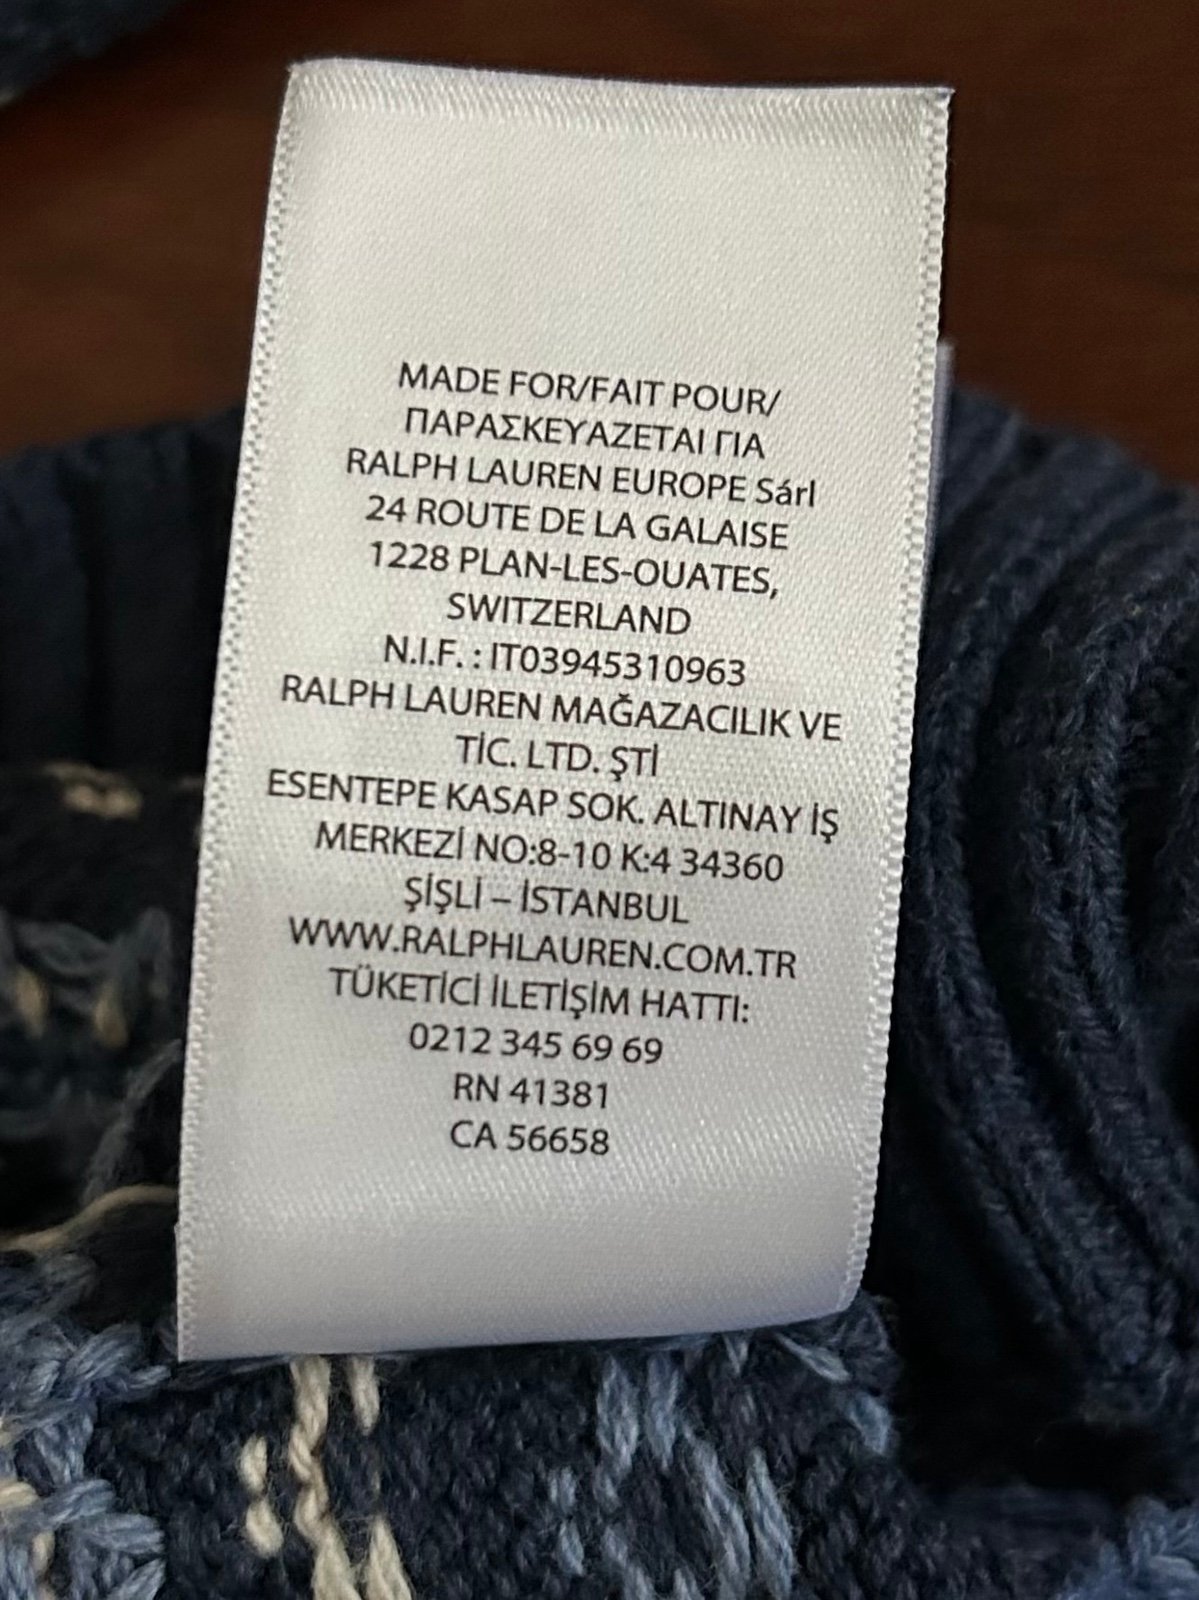 MADE FOR/FAIT POUR/
ΠΑΡΑΣΚΕΥΑΖΕΤΑΙ ΓΙΑ
RALPH LAUREN EUROPE Sárl
24 ROUTE DE LA GALAISE
1228 PLAN-LES-OUATES,
SWITZERLAND
N.I.F. : IT03945310963
RALPH LAUREN MAĞAZACILIK VE
TİC. LTD. ŞTİ
ESENTEPE KASAP SOK. ALTINAY İŞ
MERKEZİ NO:8-10 K:4 34360
ŞİŞLİ – İSTANBUL
WWW.RALPHLAUREN.COM.TR
TÜKETİCİ İLETİŞİM HATTI:
0212 345 69 69
RN 41381
CA 56658